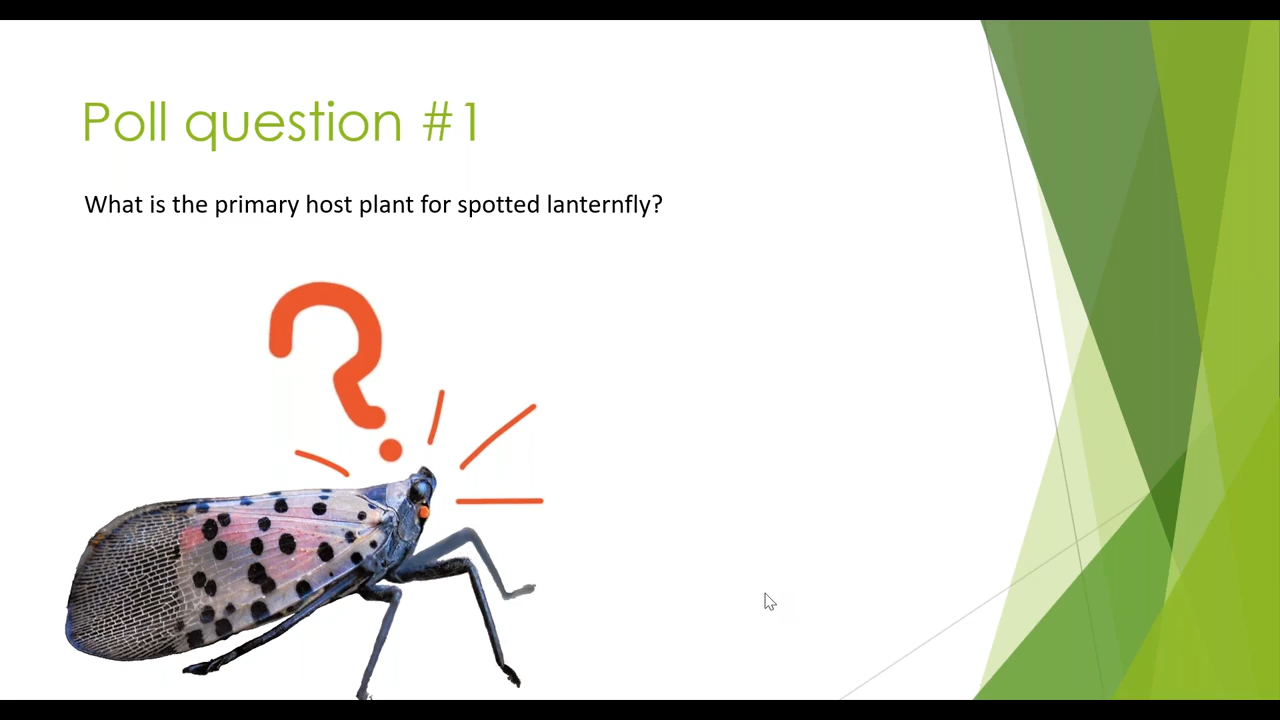 Poll question #1
What is the primary host plant for spotted lanternfly?